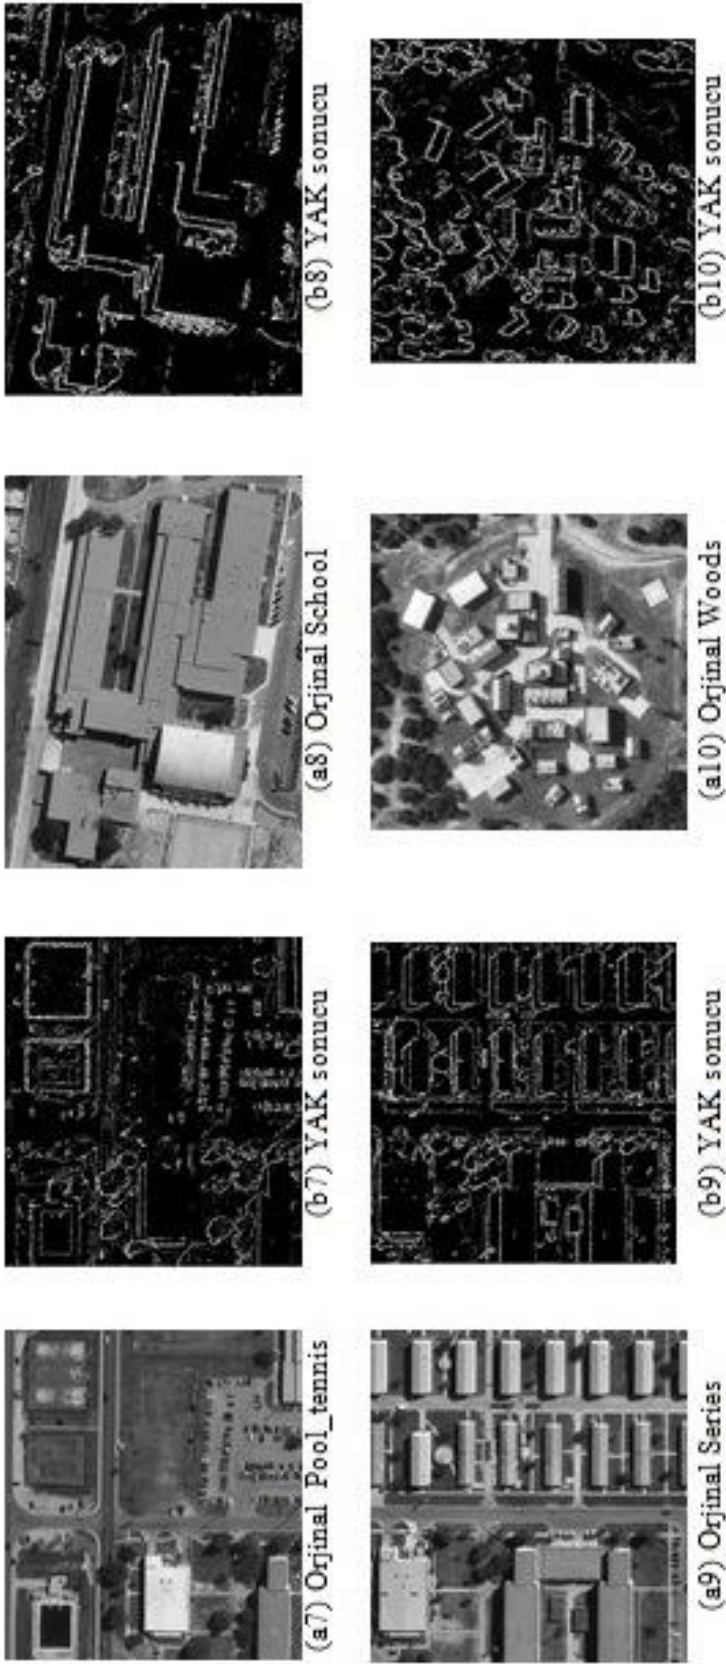 (a7) Orjinal Pool_tennis
(b7) YAK sonucu
(a8) Orjinal School
(b8) YAK sonucu
(a9) Orjinal Series
(b9) YAK sonucu
(a10) Orjinal Woods
(b10) YAK sonucu